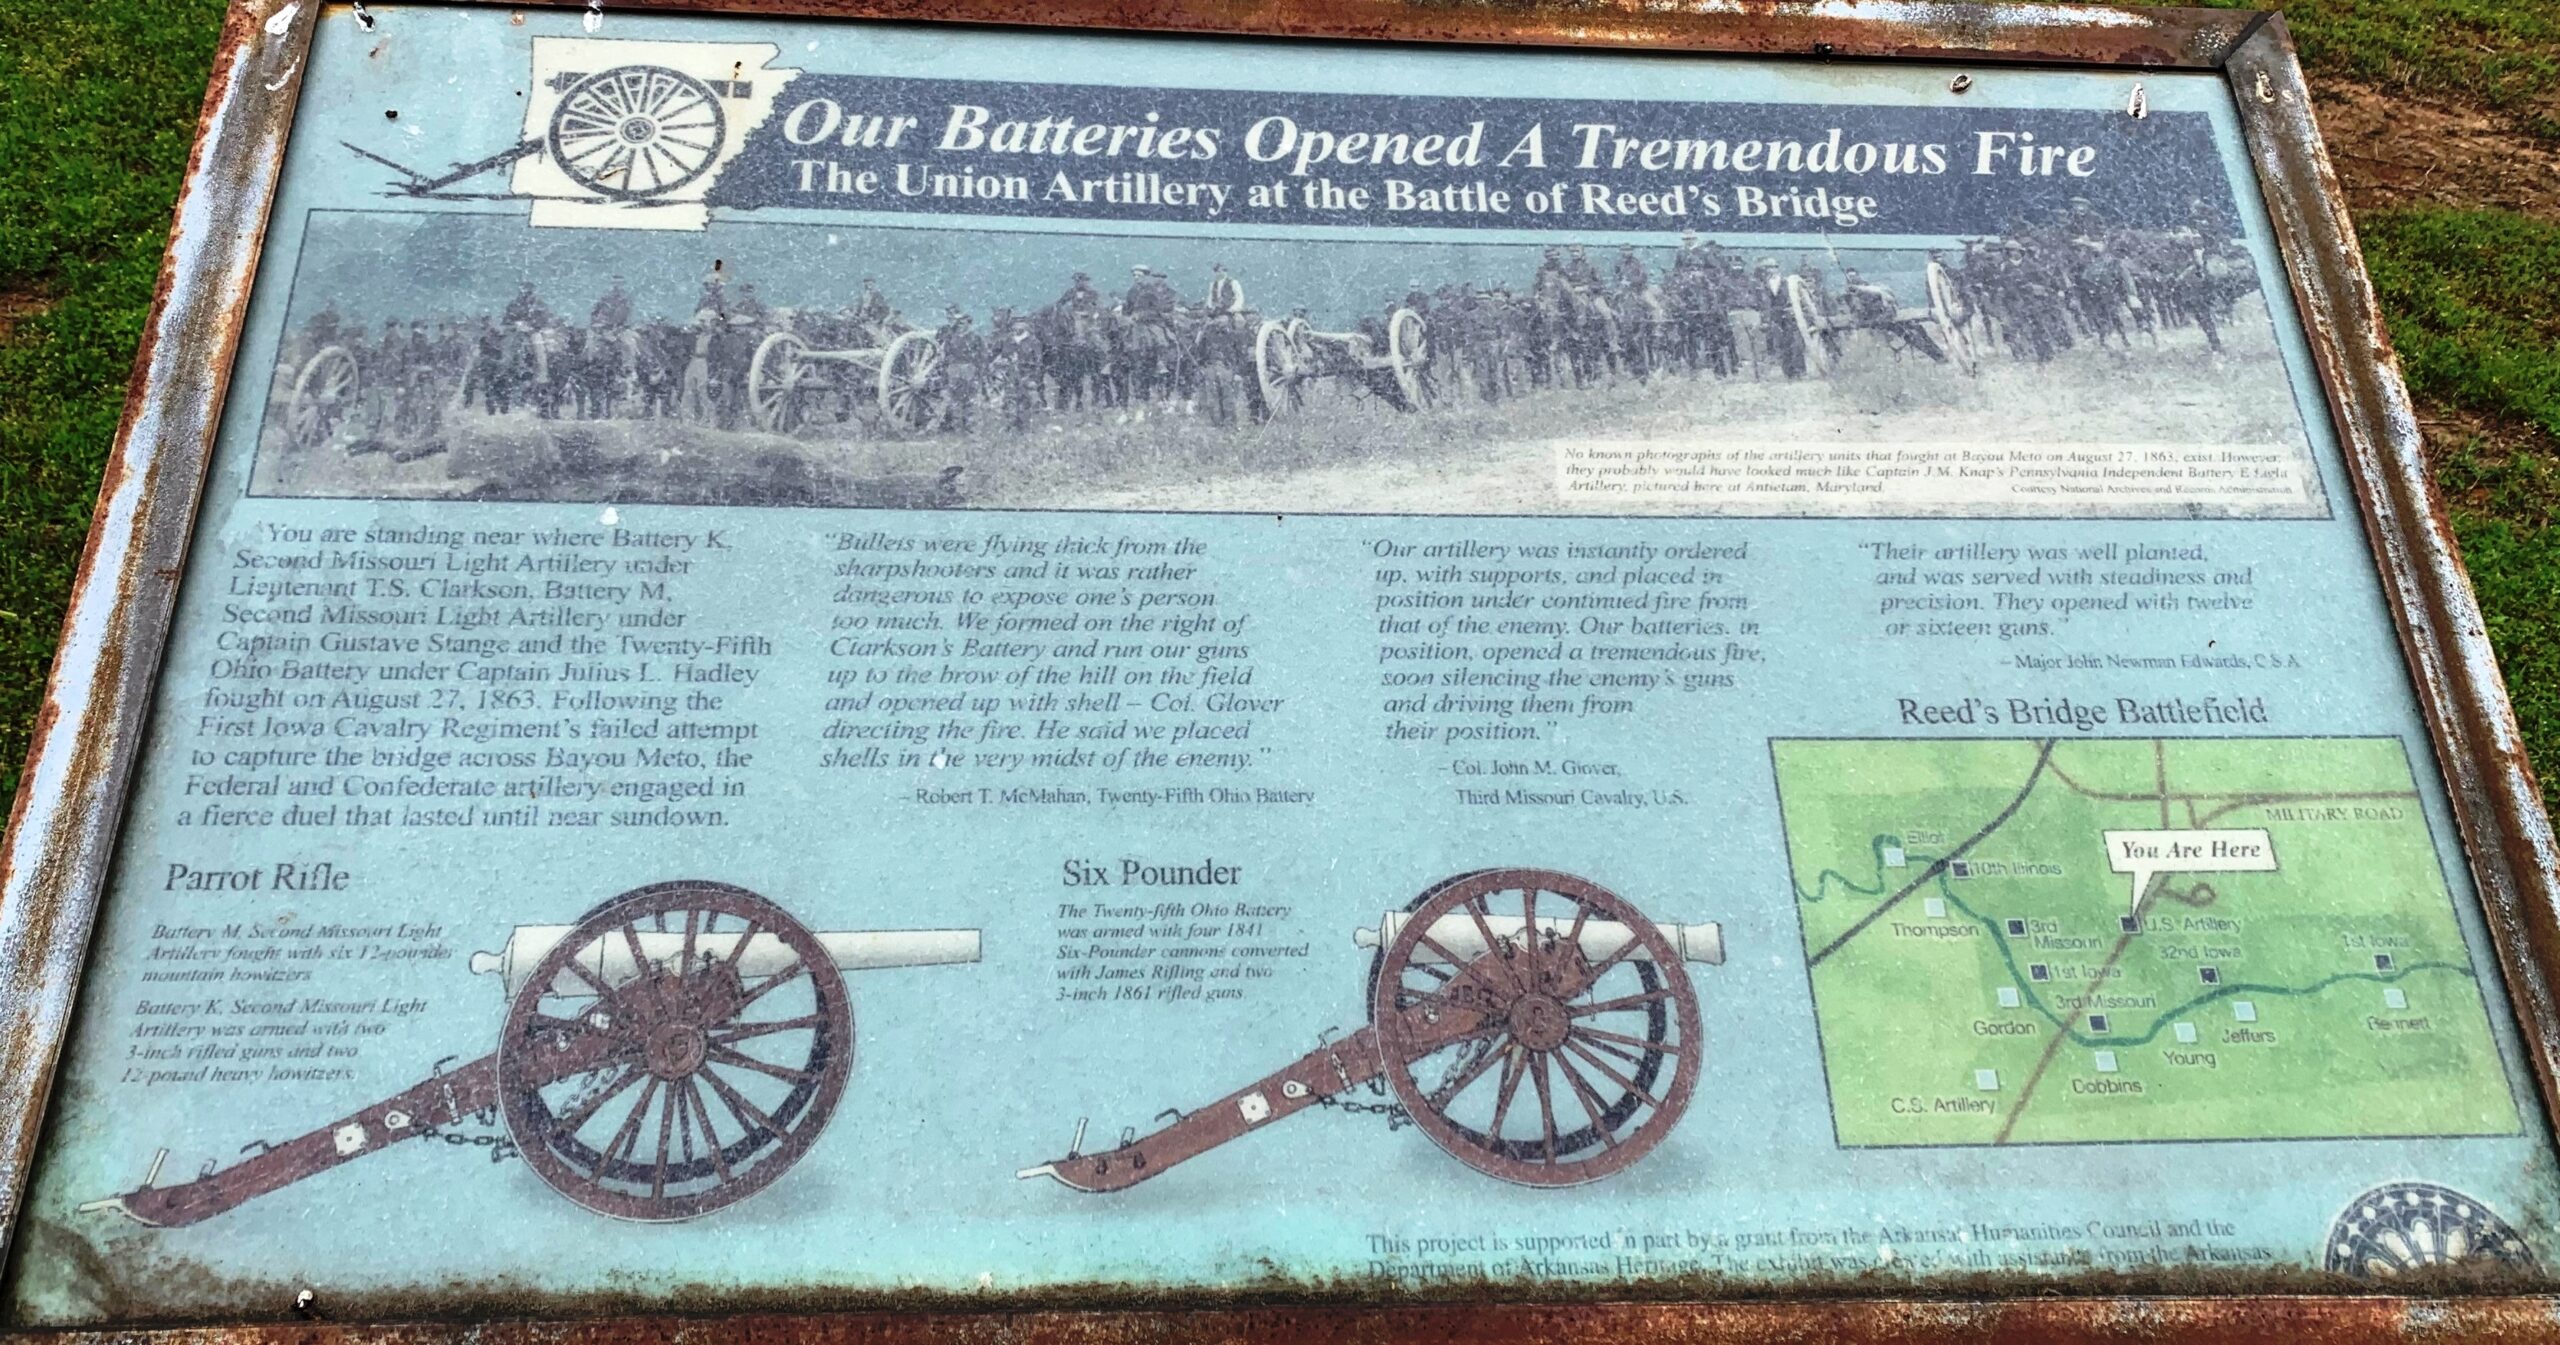 Our Batteries Opened A Tremendous Fire
The Union Artillery at the Battle of Reed's Bridge
No known photographs of the artillery units that fought at Bayou Meto on August 27, 1863, exist. However,
they probably would have looked much like Captain J.M. Knap's Pennsylvania Independent Battery E Light
Artillery, pictured here at Antietam, Maryland.
Courtesy National Archives and Records Administration
You are standing near where Battery K,
Second Missouri Light Artillery under
Lieutenant T.S. Clarkson, Battery M,
Second Missouri Light Artillery under
Captain Gustave Stange and the Twenty-Fifth
Ohio Battery under Captain Julius L. Hadley
fought on August 27, 1863. Following the
First Iowa Cavalry Regiment's failed attempt
to capture the bridge across Bayou Meto, the
Federal and Confederate artillery engaged in
a fierce duel that lasted until near sundown.
"Bullets were flying thick from the
sharpshooters and it was rather
dangerous to expose one's person
too much. We formed on the right of
Clarkson's Battery and run our guns
up to the brow of the hill on the field
and opened up with shell – Col. Glover
directing the fire. He said we placed
shells in the very midst of the enemy."
– Robert T. McMahan, Twenty-Fifth Ohio Battery
"Our artillery was instantly ordered
up, with supports, and placed in
position under continued fire from
that of the enemy. Our batteries, in
position, opened a tremendous fire,
soon silencing the enemy's guns
and driving them from
their position."
– Col. John M. Glover,
Third Missouri Cavalry, U.S.
"Their artillery was well planted,
and was served with steadiness and
precision. They opened with twelve
or sixteen guns."
– Major John Newman Edwards, C.S.A.
Parrot Rifle
Battery M, Second Missouri Light
Artillery fought with six 12-pounder
mountain howitzers
Battery K, Second Missouri Light
Artillery was armed with two
3-inch rifled guns and two
12-pound heavy howitzers.
Six Pounder
The Twenty-fifth Ohio Battery
was armed with four 1841
Six-Pounder cannons converted
with James Rifling and two
3-inch 1861 rifled guns.
Reed's Bridge Battlefield
MILITARY ROAD
You Are Here
Elliot
10th Illinois
Thompson
3rd
Missouri
U.S. Artillery
32nd Iowa
1st Iowa
1st Iowa
3rd Missouri
Gordon
Jeffers
Bennett
Young
Dobbins
C.S. Artillery
This project is supported in part by a grant from the Arkansas Humanities Council and the
Department of Arkansas Heritage. The exhibit was created with assistance from the Arkansas